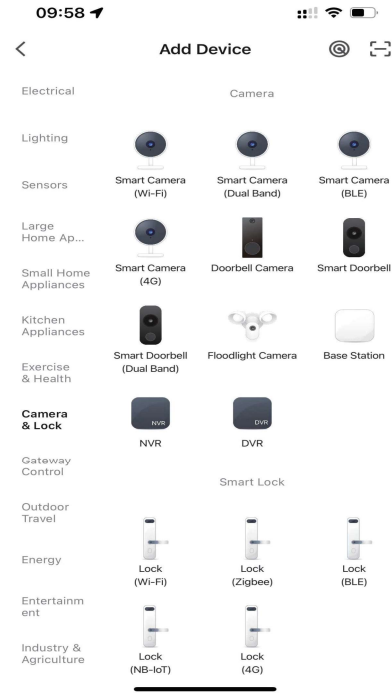 09:58
Add Device
Electrical
Lighting
Sensors
Large
Home Ap...
Small Home
Appliances
Kitchen
Appliances
Exercise
& Health
Camera
& Lock
Gateway
Control
Outdoor
Travel
Energy
Entertainm
ent
Industry &
Agriculture
Camera
Smart Camera
(Wi-Fi)
Smart Camera
(Dual Band)
Smart Camera
(BLE)
Smart Camera
(4G)
Doorbell Camera
Smart Doorbell
Smart Doorbell
(Dual Band)
Floodlight Camera
Base Station
NVR
NVR
DVR
DVR
Smart Lock
Lock
(Wi-Fi)
Lock
(Zigbee)
Lock
(BLE)
Lock
(NB-IoT)
Lock
(4G)